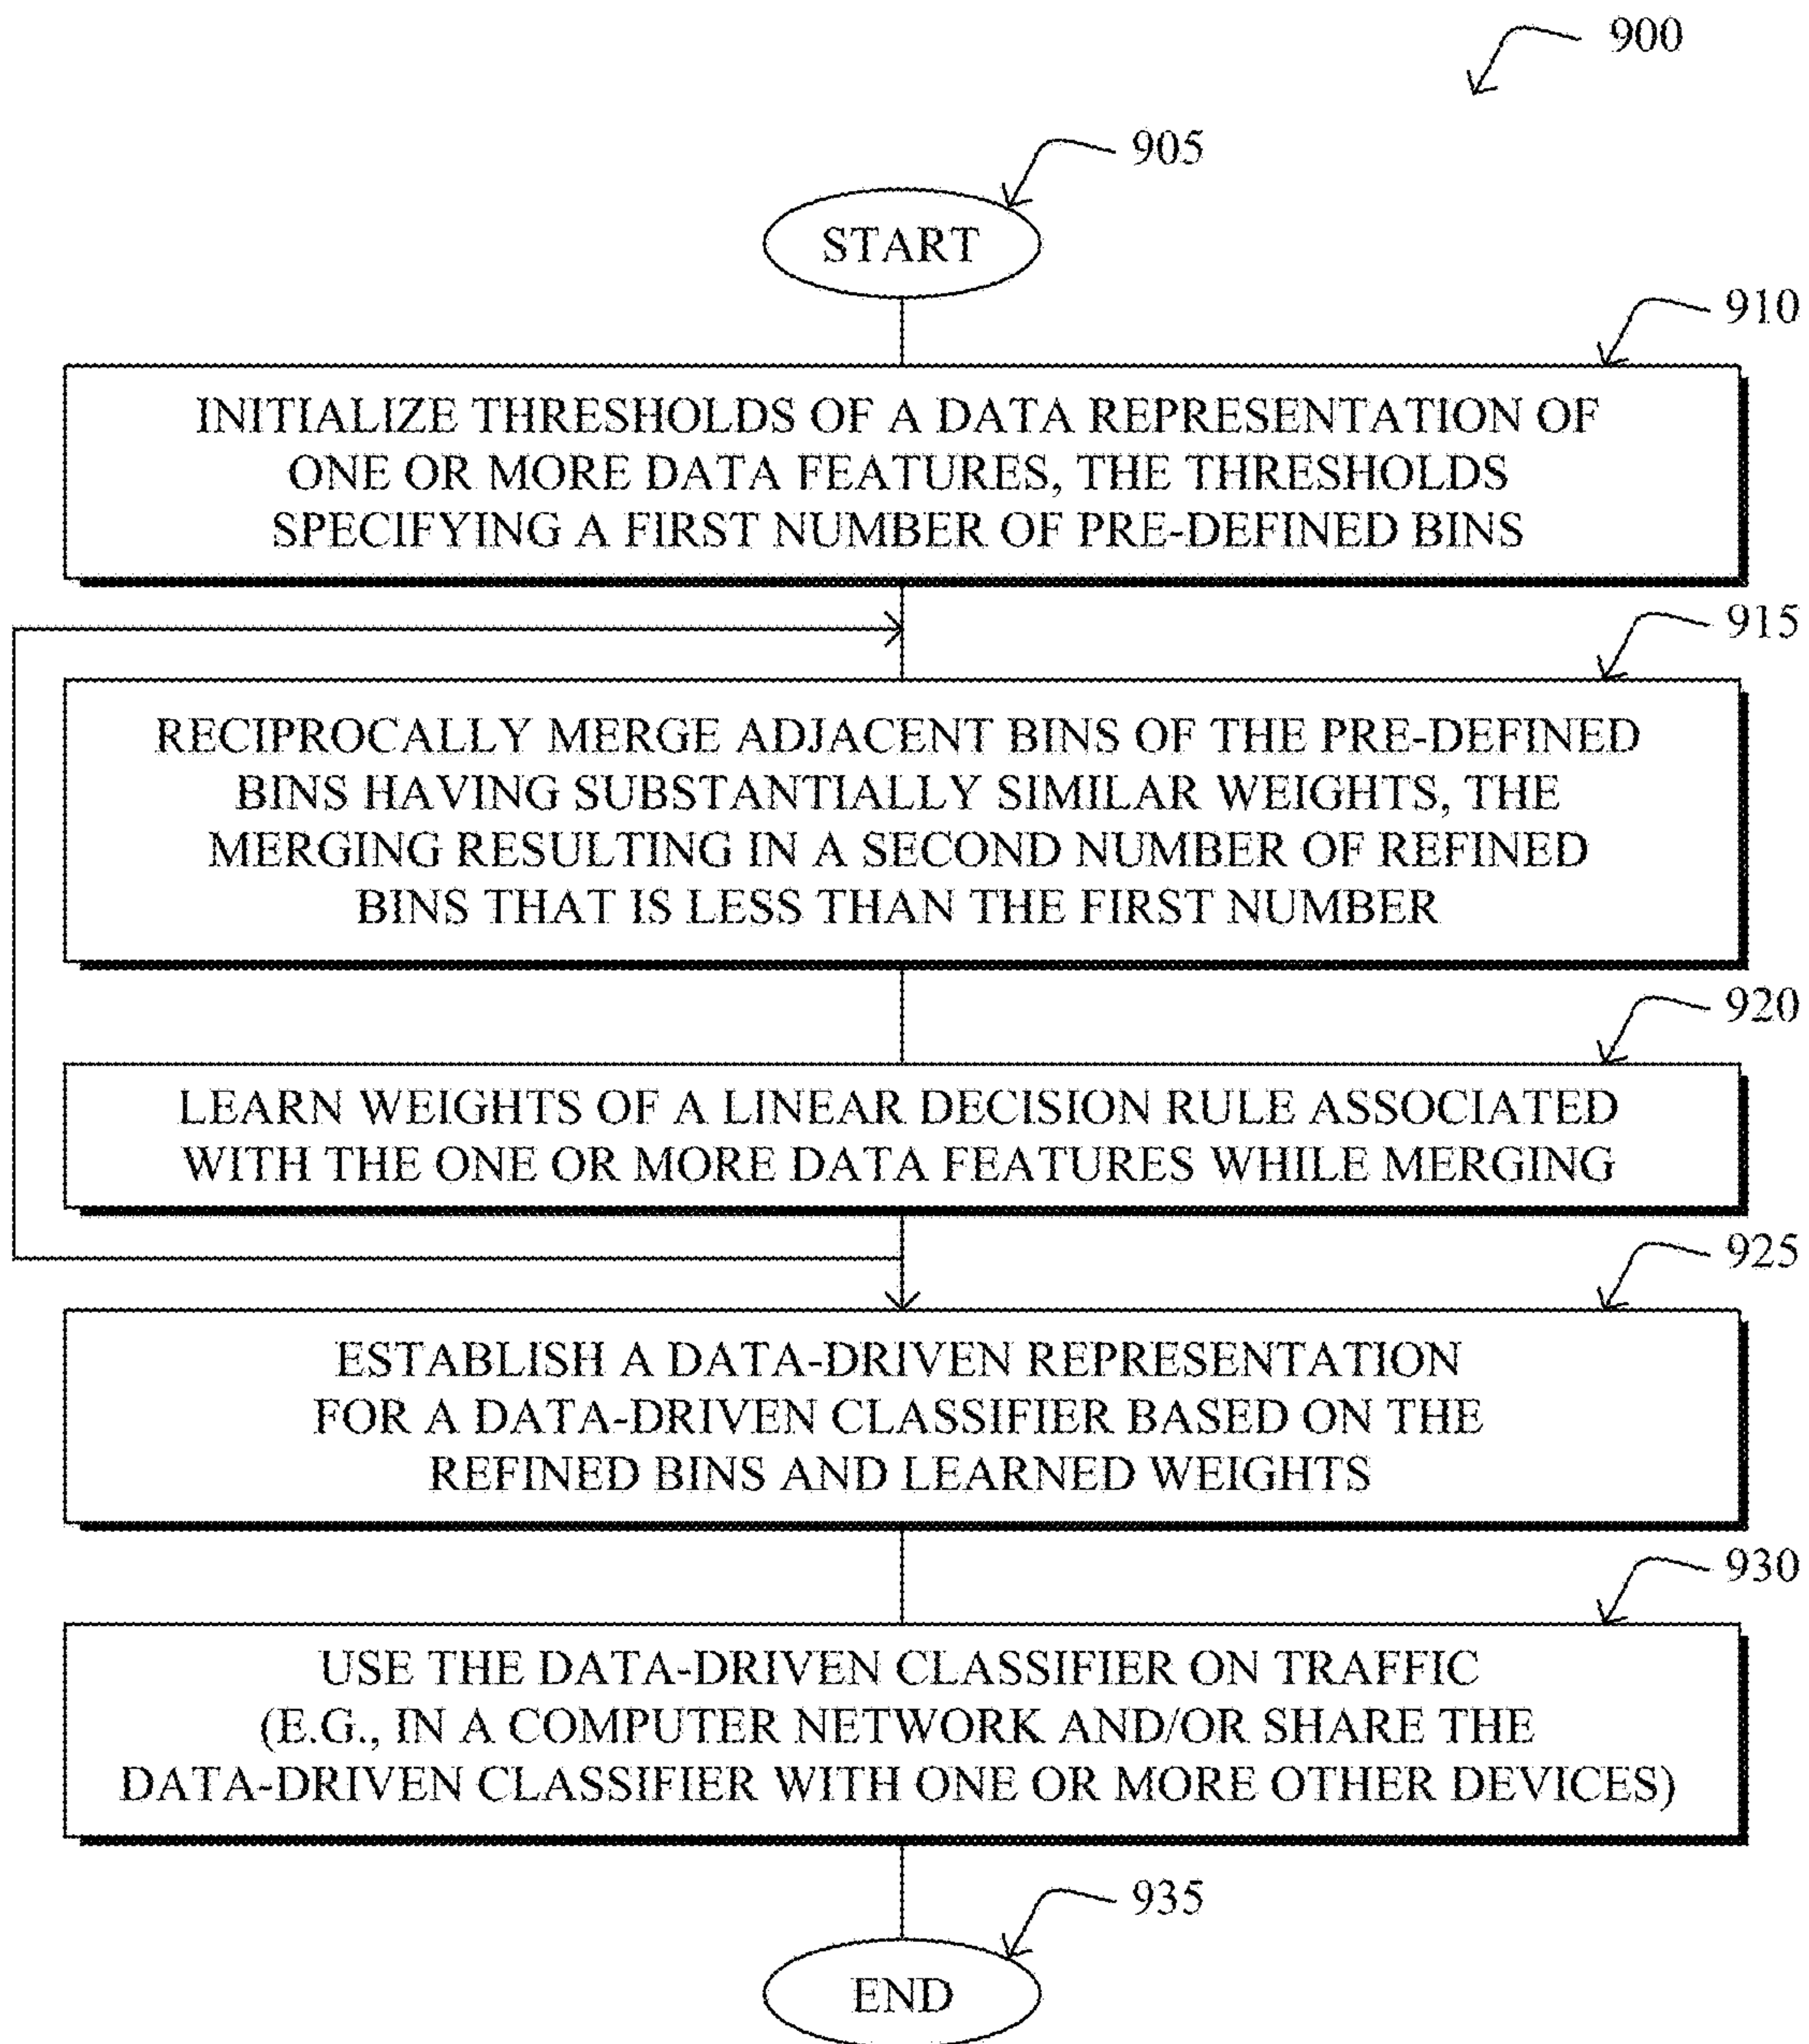 900
905
START
910
INITIALIZE THRESHOLDS OF A DATA REPRESENTATION OF
ONE OR MORE DATA FEATURES, THE THRESHOLDS
SPECIFYING A FIRST NUMBER OF PRE-DEFINED BINS
915
RECIPROCALLY MERGE ADJACENT BINS OF THE PRE-DEFINED
BINS HAVING SUBSTANTIALLY SIMILAR WEIGHTS, THE
MERGING RESULTING IN A SECOND NUMBER OF REFINED
BINS THAT IS LESS THAN THE FIRST NUMBER
920
LEARN WEIGHTS OF A LINEAR DECISION RULE ASSOCIATED
WITH THE ONE OR MORE DATA FEATURES WHILE MERGING
925
ESTABLISH A DATA-DRIVEN REPRESENTATION
FOR A DATA-DRIVEN CLASSIFIER BASED ON THE
REFINED BINS AND LEARNED WEIGHTS
930
USE THE DATA-DRIVEN CLASSIFIER ON TRAFFIC
(E.G., IN A COMPUTER NETWORK AND/OR SHARE THE
DATA-DRIVEN CLASSIFIER WITH ONE OR MORE OTHER DEVICES)
935
END